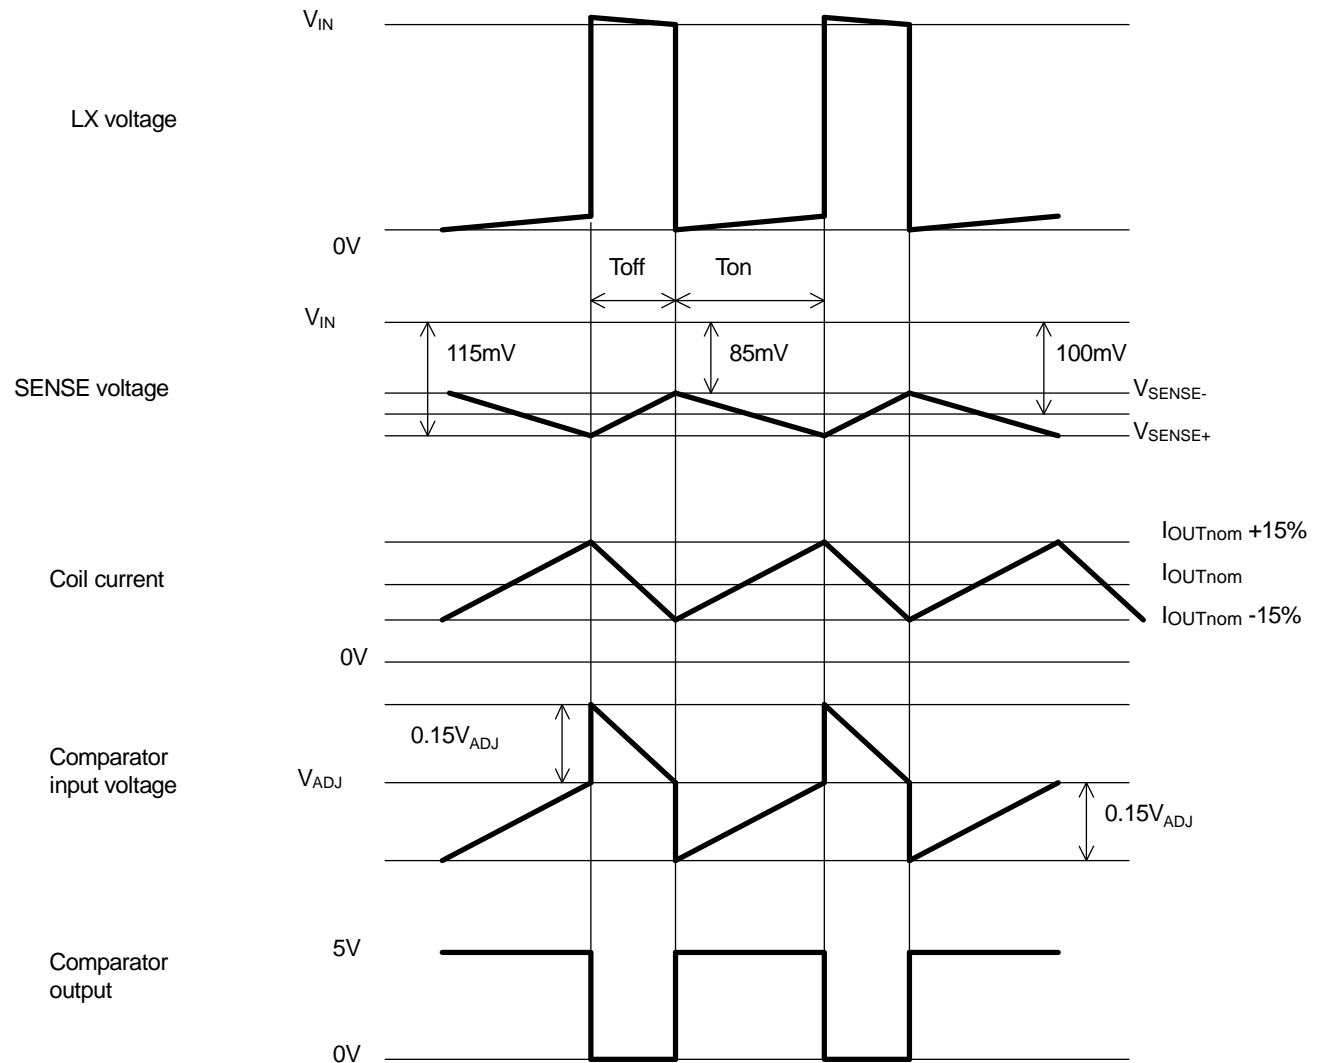 VIN
LX voltage
0V
Toff
Ton
VIN
115mV
85mV
100mV
SENSE voltage
VSENSE-
VSENSE+
IOUTnom +15%
Coil current
IOUTnom
IOUTnom -15%
0V
0.15VADJ
Comparator
input voltage
VADJ
0.15VADJ
5V
Comparator
output
0V